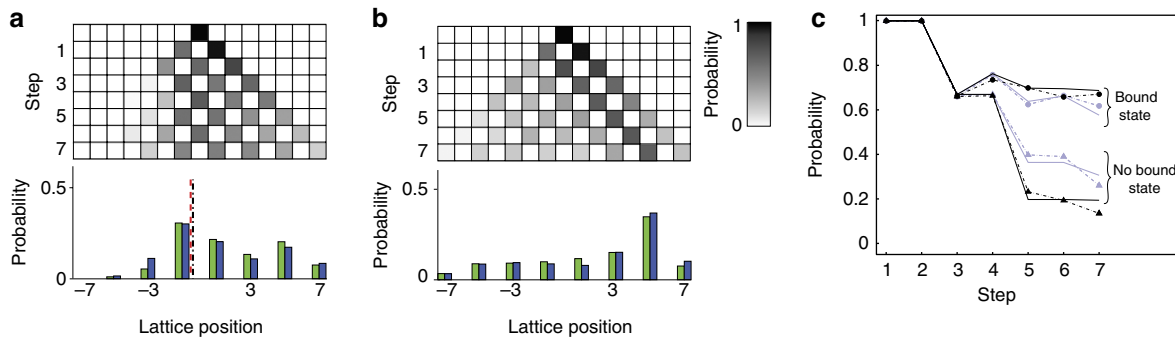 a
Step
1
3
5
7
Probability
0.5
0
−7
−3
3
7
Lattice position
b
Step
1
3
5
7
1
Probability
0
Probability
0.5
0
−7
−3
3
7
Lattice position
c
Probability
1
0.8
0.6
0.4
0.2
0
1 2 3 4 5 6 7
Step
Bound
state
No bound
state